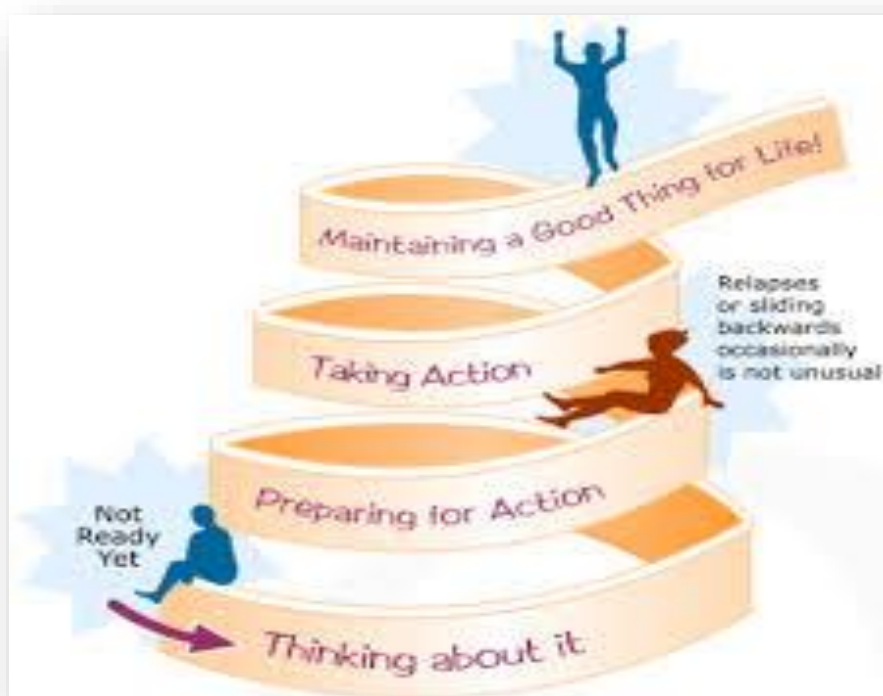 Maintaining a Good Thing for Life!
Relapses
or sliding
backwards
occasionally
is not unusual
Taking Action
Preparing for Action
Not
Ready
Yet
Thinking about it